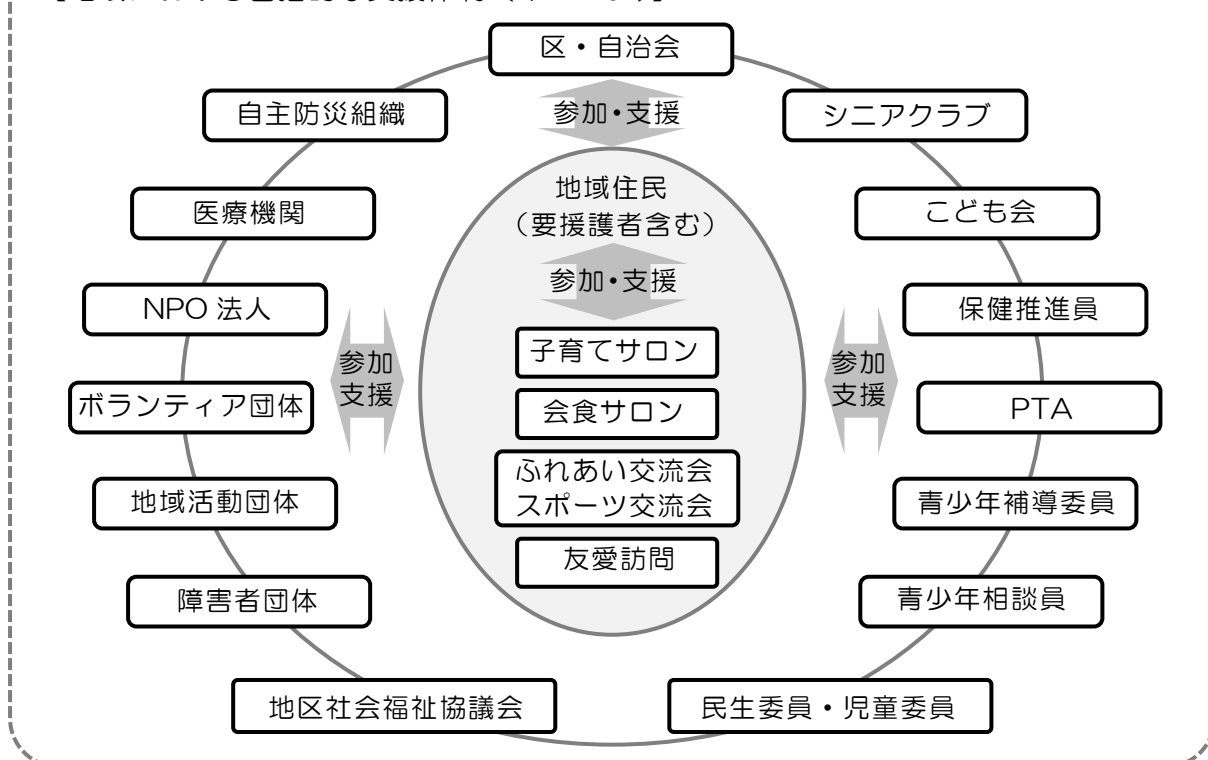 区・自治会
自主防災組織
参加・支援
シニアクラブ
医療機関
地域住民
（要援護者含む）
こども会
参加・支援
NPO 法人
保健推進員
子育てサロン
参加
支援
参加
支援
ボランティア団体
会食サロン
PTA
ふれあい交流会
スポーツ交流会
地域活動団体
青少年補導委員
友愛訪問
障害者団体
青少年相談員
地区社会福祉協議会
民生委員・児童委員